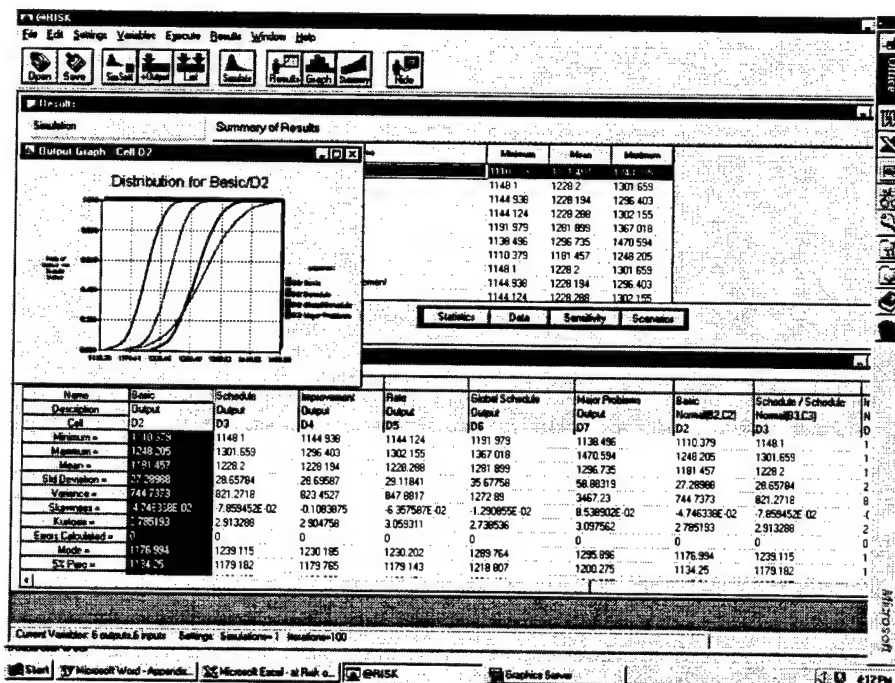 @RISK
File Edit Settings Variables Execute Results Window Help
Open Save Sim Sett +Output List Simulate Results Graph Summary Hide
Results
Simulation Summary of Results
Output Graph Cell D2
Minimum Mean Maximum
Distribution for Basic/D2
1148.1 1228.2 1301.659
1144.938 1228.194 1296.403
1144.124 1228.288 1302.155
1191.979 1281.899 1367.018
1138.496 1296.735 1470.594
1110.379 1181.457 1248.205
1148.1 1228.2 1301.659
1144.938 1228.194 1296.403
1144.124 1228.288 1302.155
Statistics Data Sensitivity Scenarios
Name Basic Schedule Improvement Rate Global Schedule Major Problems Basic Schedule / Schedule
Description Output Output Output Output Output Output Normal(B2,C2) Normal(B3,C3)
Cell D2 D3 D4 D5 D6 D7 D2 D3
Minimum = 1110.379 1148.1 1144.938 1144.124 1191.979 1138.496 1110.379 1148.1
Maximum = 1248.205 1301.659 1296.403 1302.155 1367.018 1470.594 1248.205 1301.659
Mean = 1181.457 1228.2 1228.194 1228.288 1281.899 1296.735 1181.457 1228.2
Std Deviation = 27.28988 28.65784 28.69587 29.11841 35.67758 58.88319 27.28988 28.65784
Variance = 744.7373 821.2718 823.4527 847.8817 1272.89 3467.23 744.7373 821.2718
Skewness = -4.746338E-02 -7.859452E-02 -0.1083875 -6.357587E-02 -1.290855E-02 8.538902E-02 -4.746338E-02 -7.859452E-02
Kurtosis = 2.785193 2.913288 2.904758 3.059311 2.738536 3.097562 2.785193 2.913288
Errors Calculated = 0 0 0 0 0 0 0 0
Mode = 1176.994 1239.115 1230.185 1230.202 1289.764 1295.896 1176.994 1239.115
5% Perc = 1134.25 1179.182 1179.765 1179.143 1218.807 1200.275 1134.25 1179.182
Current Variables: 6 outputs,6 inputs Settings: Simulations= 1 Iterations=100
Start Microsoft Word - Appendix... Microsoft Excel - at Risk o... @RISK Graphics Server 4:12 PM
Office
Microsoft